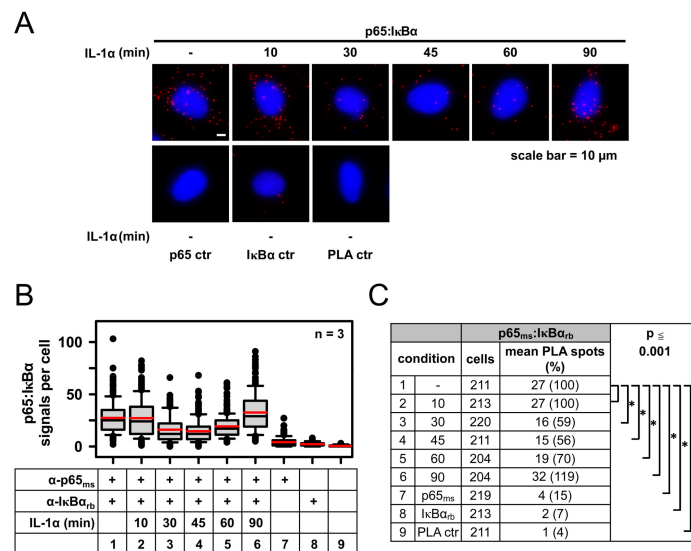 A
p65:IκBα
IL-1α (min) - 10 30 45 60 90
scale bar = 10 µm
IL-1α (min) - - -
p65 ctr IκBα ctr PLA ctr
B
n = 3
p65:IκBα
signals per cell
100
50
0
α-p65ms + + + + + + +
α-IκBαrb + + + + + + +
IL-1α (min) 10 30 45 60 90
1 2 3 4 5 6 7 8 9
C
p65ms:IκBαrb p ≦
condition cells mean PLA spots 0.001
(%)
1 - 211 27 (100)
2 10 213 27 (100)
3 30 220 16 (59) *
4 45 211 15 (56) *
5 60 204 19 (70) *
6 90 204 32 (119) *
7 p65ms 219 4 (15) *
8 IκBαrb 213 2 (7) *
9 PLA ctr 211 1 (4) *